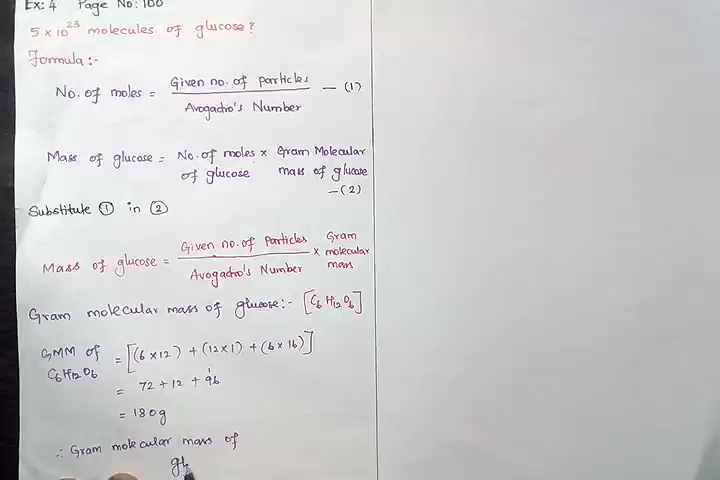 Ex: 4 Page No: 100
5 × 10²³ molecules of glucose?
Formula:-
No. of moles = Given no. of particles / Avogadro's Number — (1)
Mass of glucose = No. of moles of glucose × Gram Molecular mass of glucose — (2)
Substitute ① in ②
Mass of glucose = Given no. of Particles / Avogadro's Number × Gram molecular mass
Gram molecular mass of glucose:- [C₆H₁₂O₆]
GMM of C₆H₁₂O₆ = [(6 × 12) + (12 × 1) + (6 × 16)]
= 72 + 12 + 96
= 180g
∴ Gram molecular mass of
gl